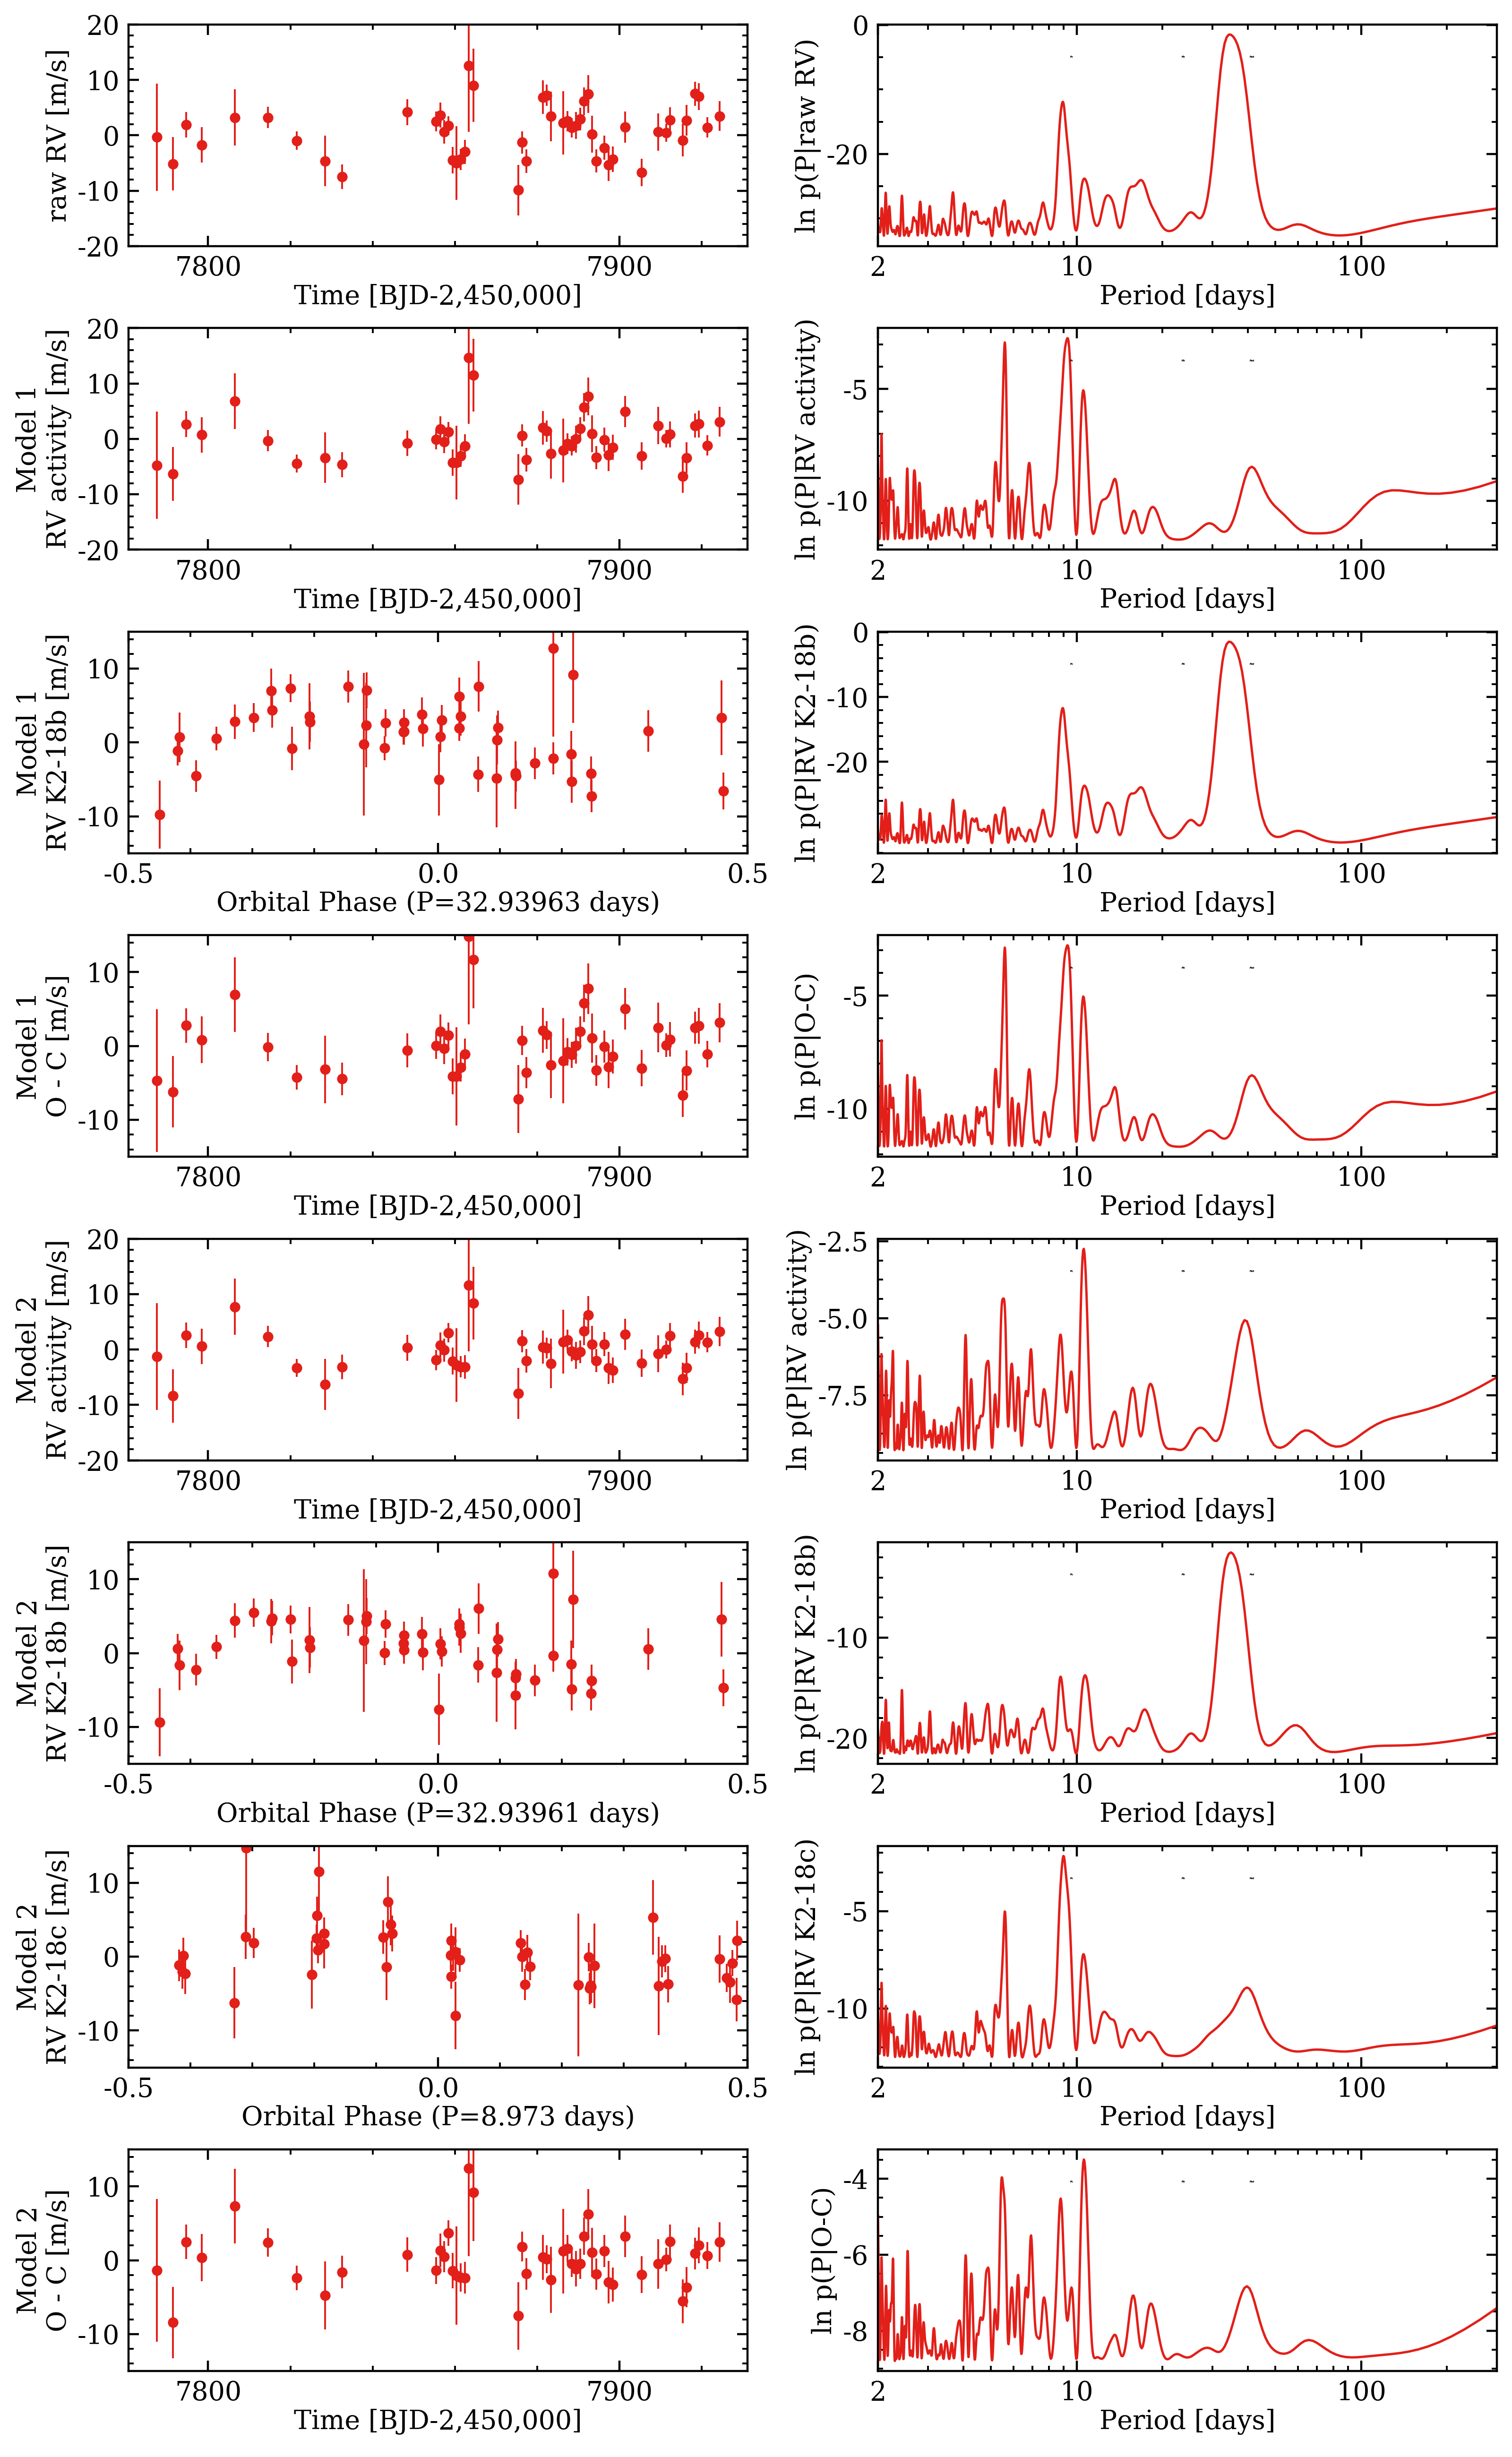 raw RV [m/s]
20
10
0
-10
-20
7800
7900
Time [BJD-2,450,000]
ln p(P|raw RV)
0
-20
2
10
100
Period [days]
Model 1
RV activity [m/s]
20
10
0
-10
-20
7800
7900
Time [BJD-2,450,000]
ln p(P|RV activity)
-5
-10
2
10
100
Period [days]
Model 1
RV K2-18b [m/s]
10
0
-10
-0.5
0.0
0.5
Orbital Phase (P=32.93963 days)
ln p(P|RV K2-18b)
0
-10
-20
2
10
100
Period [days]
Model 1
O - C [m/s]
10
0
-10
7800
7900
Time [BJD-2,450,000]
ln p(P|O-C)
-5
-10
2
10
100
Period [days]
Model 2
RV activity [m/s]
20
10
0
-10
-20
7800
7900
Time [BJD-2,450,000]
ln p(P|RV activity)
-2.5
-5.0
-7.5
2
10
100
Period [days]
Model 2
RV K2-18b [m/s]
10
0
-10
-0.5
0.0
0.5
Orbital Phase (P=32.93961 days)
ln p(P|RV K2-18b)
-10
-20
2
10
100
Period [days]
Model 2
RV K2-18c [m/s]
10
0
-10
-0.5
0.0
0.5
Orbital Phase (P=8.973 days)
ln p(P|RV K2-18c)
-5
-10
2
10
100
Period [days]
Model 2
O - C [m/s]
10
0
-10
7800
7900
Time [BJD-2,450,000]
ln p(P|O-C)
-4
-6
-8
2
10
100
Period [days]